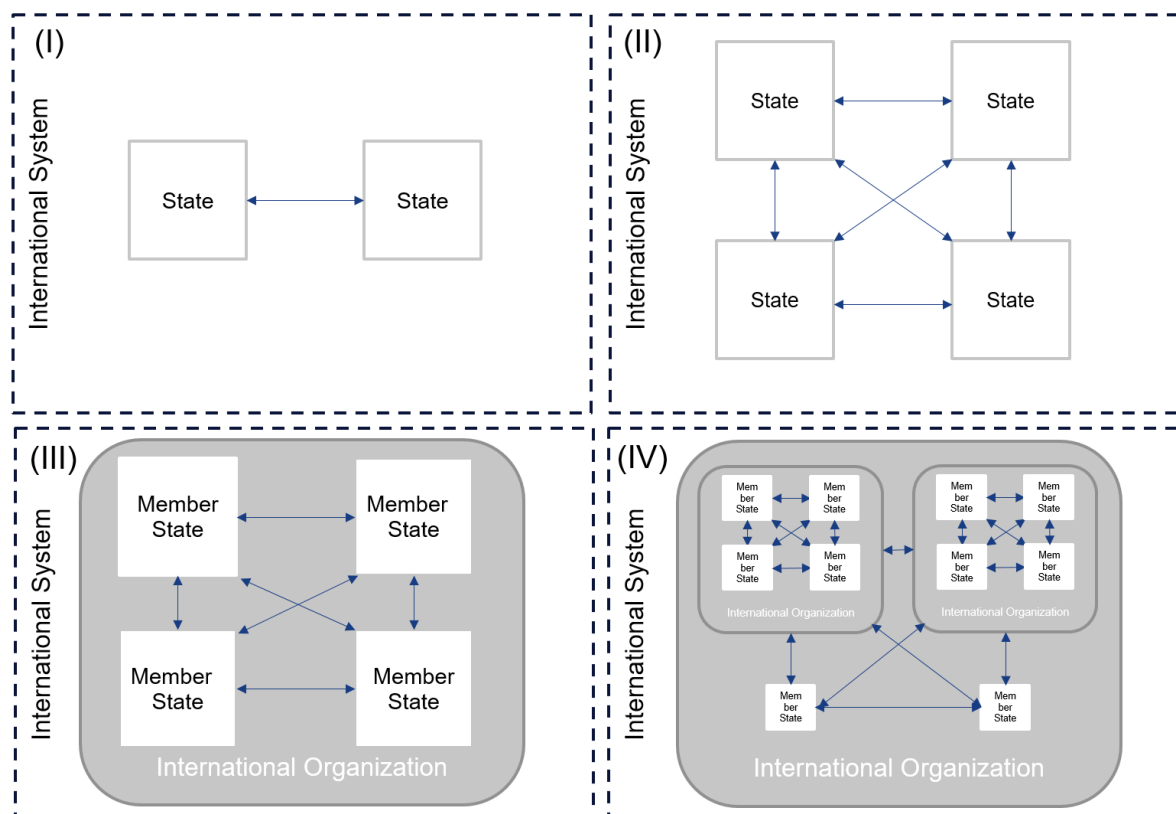 (I)
International System
State
State
(II)
International System
State
State
State
State
(III)
International System
Member
State
Member
State
Member
State
Member
State
International Organization
(IV)
International System
Mem
ber
State
Mem
ber
State
Mem
ber
State
Mem
ber
State
International Organization
Mem
ber
State
Mem
ber
State
Mem
ber
State
Mem
ber
State
International Organization
Mem
ber
State
Mem
ber
State
International Organization